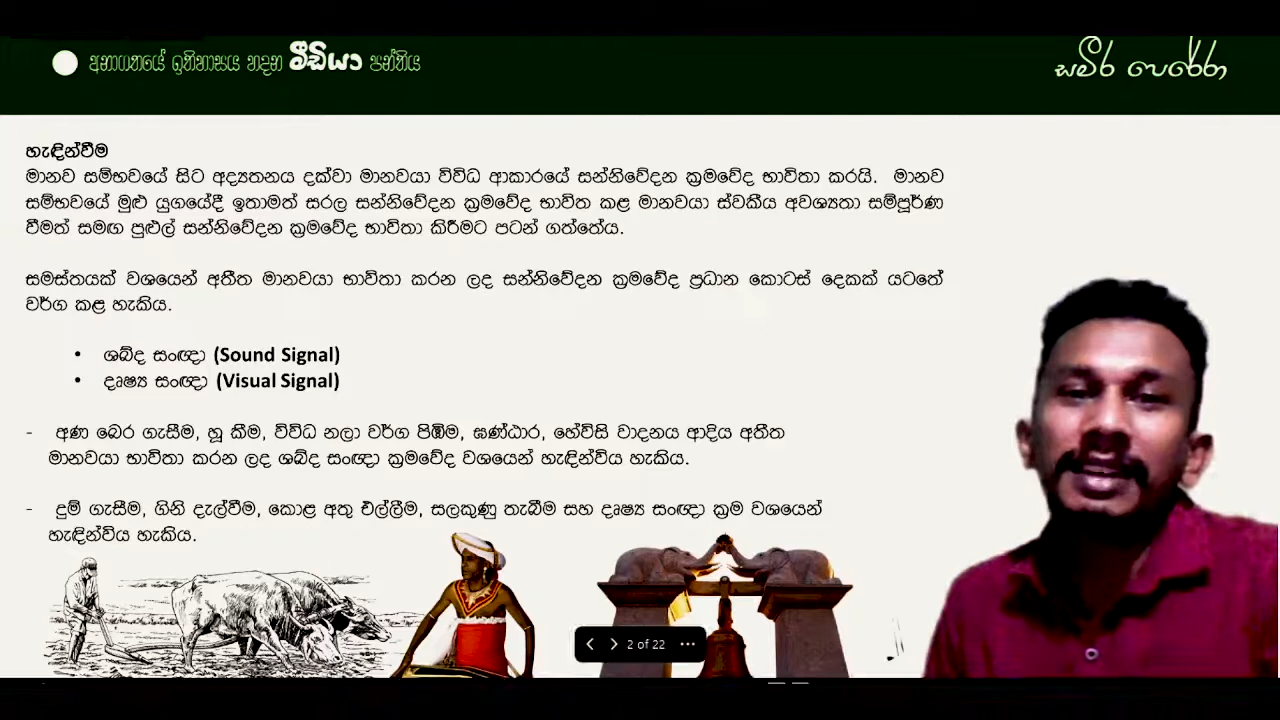 අනාගතයේ ඉතිහාසය හදන මීඩියා පන්තිය
සමීර පෙරේරා
හැඳින්වීම
මානව සම්භවයේ සිට අද්‍යතනය දක්වා මානවයා විවිධ ආකාරයේ සන්නිවේදන ක්‍රමවේද භාවිතා කරයි. මානව
සම්භවයේ මුළු යුගයේදී ඉතාමත් සරල සන්නිවේදන ක්‍රමවේද භාවිත කළ මානවයා ස්වකීය අවශ්‍යතා සම්පූර්ණ
වීමත් සමඟ පුළුල් සන්නිවේදන ක්‍රමවේද භාවිතා කිරීමට පටන් ගත්තේය.
සමස්තයක් වශයෙන් අතීත මානවයා භාවිතා කරන ලද සන්නිවේදන ක්‍රමවේද ප්‍රධාන කොටස් දෙකක් යටතේ
වර්ග කළ හැකිය.
• ශබ්ද සංඥා (Sound Signal)
• දෘෂ්‍ය සංඥා (Visual Signal)
- අණ බෙර ගැසීම, හූ කීම, විවිධ නලා වර්ග පිඹීම, ඝණ්ඨාර, හේවිසි වාදනය ආදිය අතීත
මානවයා භාවිතා කරන ලද ශබ්ද සංඥා ක්‍රමවේද වශයෙන් හැඳින්විය හැකිය.
- දුම් ගැසීම, ගිනි දැල්වීම, කොළ අතු එල්ලීම, සලකුණු තැබීම සහ දෘෂ්‍ය සංඥා ක්‍රම වශයෙන්
හැඳින්විය හැකිය.
2 of 22